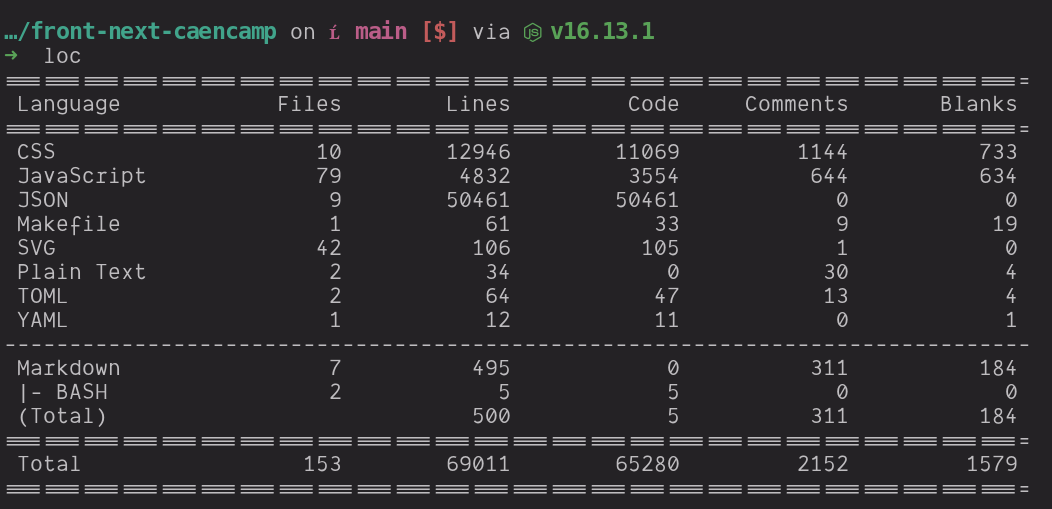 …/front-next-caencamp on main [$] via v16.13.1
➜ loc
Language Files Lines Code Comments Blanks
CSS 10 12946 11069 1144 733
JavaScript 79 4832 3554 644 634
JSON 9 50461 50461 0 0
Makefile 1 61 33 9 19
SVG 42 106 105 1 0
Plain Text 2 34 0 30 4
TOML 2 64 47 13 4
YAML 1 12 11 0 1
Markdown 7 495 0 311 184
|- BASH 2 5 5 0 0
(Total) 500 5 311 184
Total 153 69011 65280 2152 1579